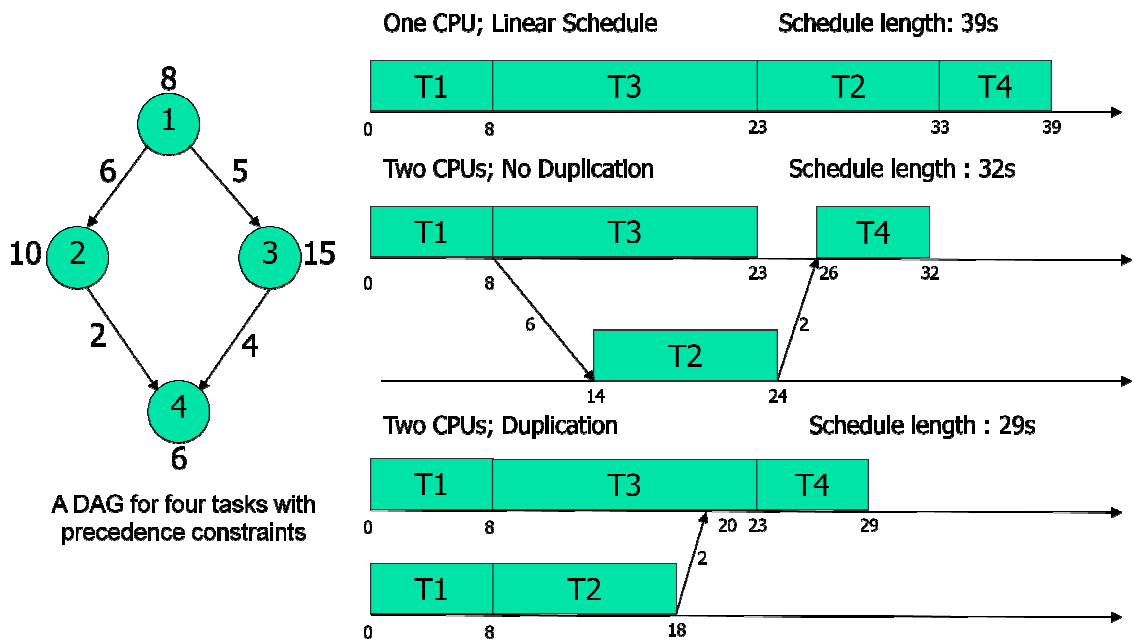 8
1
6
5
10
2
3
15
2
4
4
6
A DAG for four tasks with
precedence constraints
One CPU; Linear Schedule Schedule length: 39s
T1 T3 T2 T4
0 8 23 33 39
Two CPUs; No Duplication Schedule length : 32s
T1 T3 T4
0 8 23 26 32
6 2
T2
14 24
Two CPUs; Duplication Schedule length : 29s
T1 T3 T4
0 8 20 23 29
2
T1 T2
0 8 18